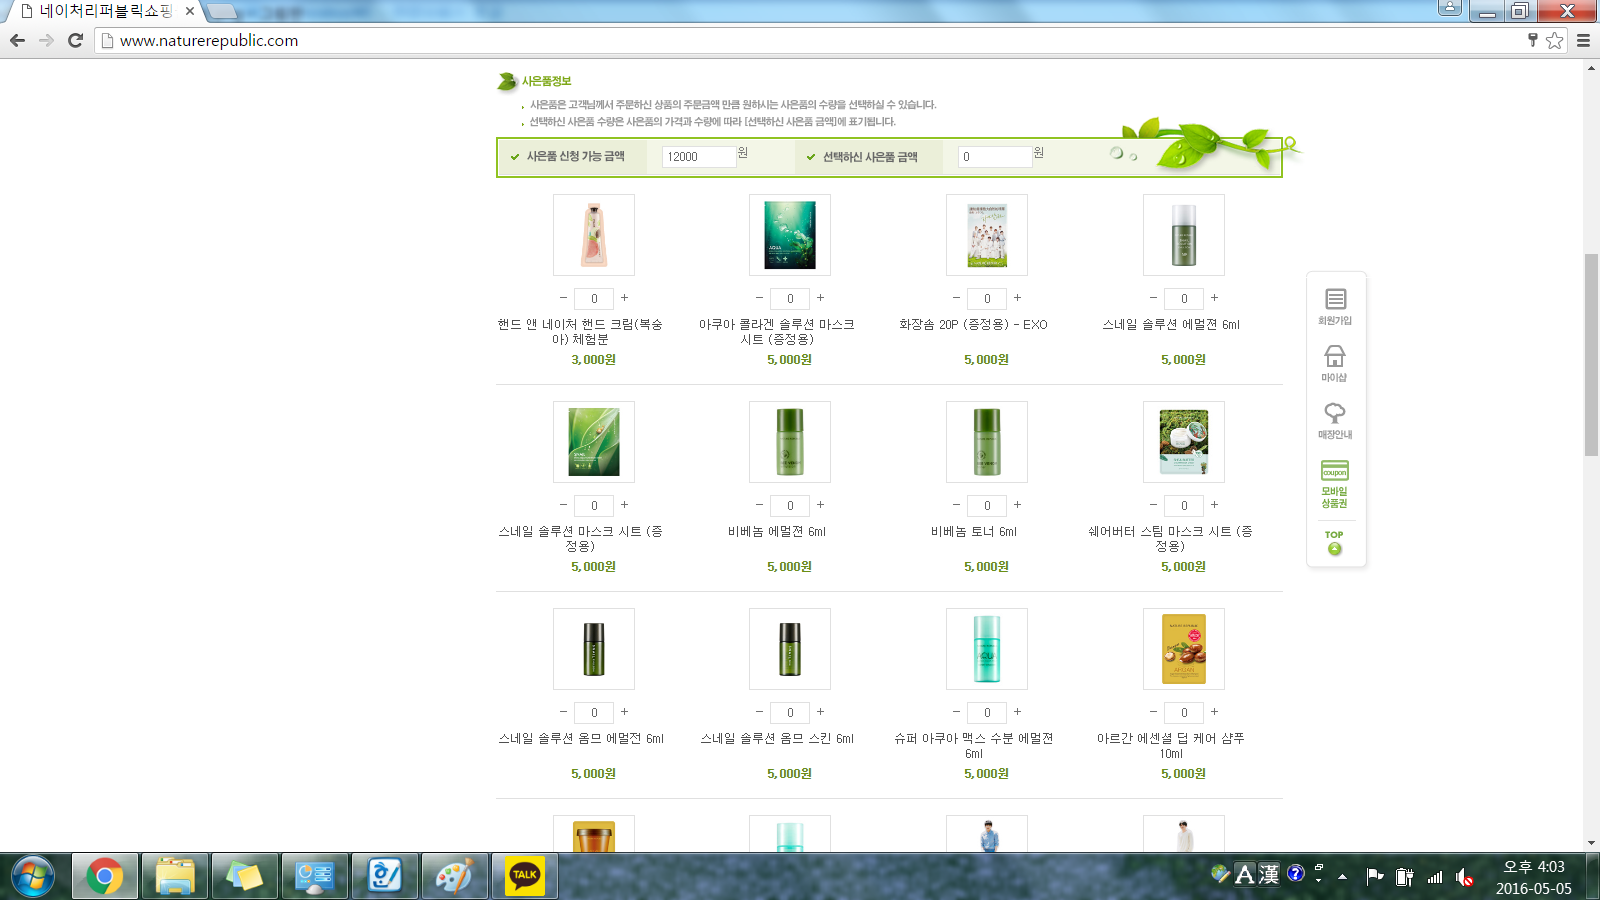 네이처리퍼블릭쇼핑
www.naturerepublic.com
사은품정보
사은품은 고객님께서 주문하신 상품의 주문금액 만큼 원하시는 사은품의 수량을 선택하실 수 있습니다.
선택하신 사은품 수량은 사은품의 가격과 수량에 따라 [선택하신 사은품 금액]에 표기됩니다.
사은품 신청 가능 금액 12000 원 선택하신 사은품 금액 0 원
AQUA
- 0 + - 0 + - 0 + - 0 +
핸드 앤 네이처 핸드 크림(복숭아) 체험분
3,000원
아쿠아 콜라겐 솔루션 마스크 시트 (증정용)
5,000원
화장솜 20P (증정용) - EXO
5,000원
스네일 솔루션 에멀젼 6ml
5,000원
- 0 + - 0 + - 0 + - 0 +
스네일 솔루션 마스크 시트 (증정용)
5,000원
비베놈 에멀젼 6ml
5,000원
비베놈 토너 6ml
5,000원
쉐어버터 스팀 마스크 시트 (증정용)
5,000원
AQUA
ARGAN
- 0 + - 0 + - 0 + - 0 +
스네일 솔루션 옴므 에멀전 6ml
5,000원
스네일 솔루션 옴므 스킨 6ml
5,000원
슈퍼 아쿠아 맥스 수분 에멀젼 6ml
5,000원
아르간 에센셜 딥 케어 샴푸 10ml
5,000원
회원가입
마이샵
매장안내
coupon
모바일
상품권
TOP
TALK
A 漢
오후 4:03
2016-05-05